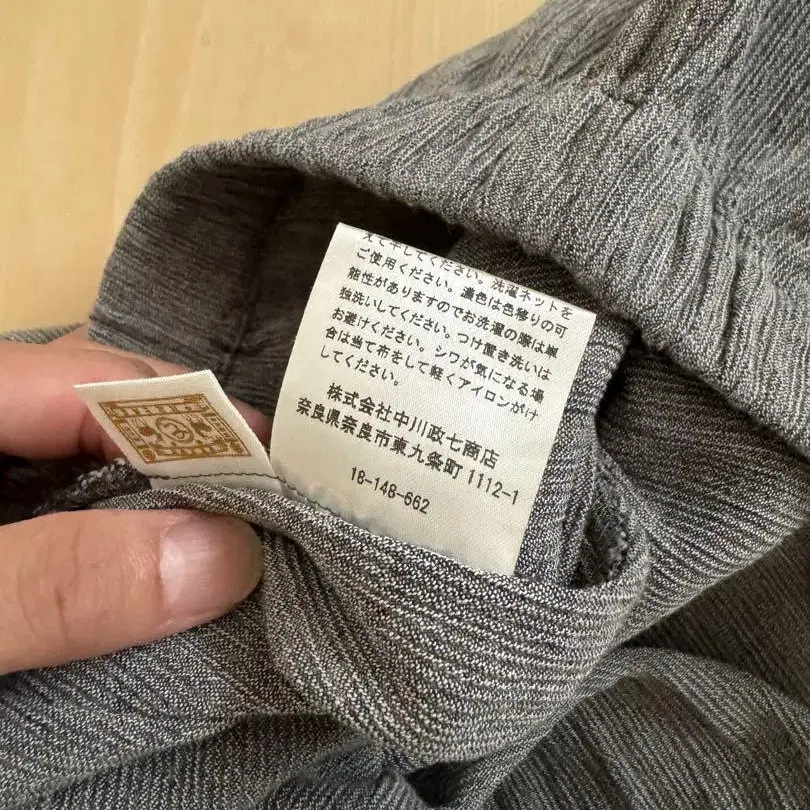 えて干してください。洗濯ネットを
ご使用ください。濃色は色移りの可
能性がありますのでお洗濯の際は単
独洗いしてください。つけ置き洗いは
お避けください。シワが気になる場
合は当て布をして軽くアイロンがけ
してください。
株式会社中川政七商店
奈良県奈良市東九条町1112-1
18-148-662